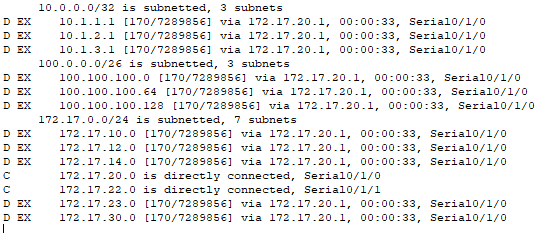 10.0.0.0/32 is subnetted, 3 subnets
D EX 10.1.1.1 [170/7289856] via 172.17.20.1, 00:00:33, Serial0/1/0
D EX 10.1.2.1 [170/7289856] via 172.17.20.1, 00:00:33, Serial0/1/0
D EX 10.1.3.1 [170/7289856] via 172.17.20.1, 00:00:33, Serial0/1/0
100.0.0.0/26 is subnetted, 3 subnets
D EX 100.100.100.0 [170/7289856] via 172.17.20.1, 00:00:33, Serial0/1/0
D EX 100.100.100.64 [170/7289856] via 172.17.20.1, 00:00:33, Serial0/1/0
D EX 100.100.100.128 [170/7289856] via 172.17.20.1, 00:00:33, Serial0/1/0
172.17.0.0/24 is subnetted, 7 subnets
D EX 172.17.10.0 [170/7289856] via 172.17.20.1, 00:00:33, Serial0/1/0
D EX 172.17.12.0 [170/7289856] via 172.17.20.1, 00:00:33, Serial0/1/0
D EX 172.17.14.0 [170/7289856] via 172.17.20.1, 00:00:33, Serial0/1/0
C 172.17.20.0 is directly connected, Serial0/1/0
C 172.17.22.0 is directly connected, Serial0/1/1
D EX 172.17.23.0 [170/7289856] via 172.17.20.1, 00:00:33, Serial0/1/0
D EX 172.17.30.0 [170/7289856] via 172.17.20.1, 00:00:33, Serial0/1/0